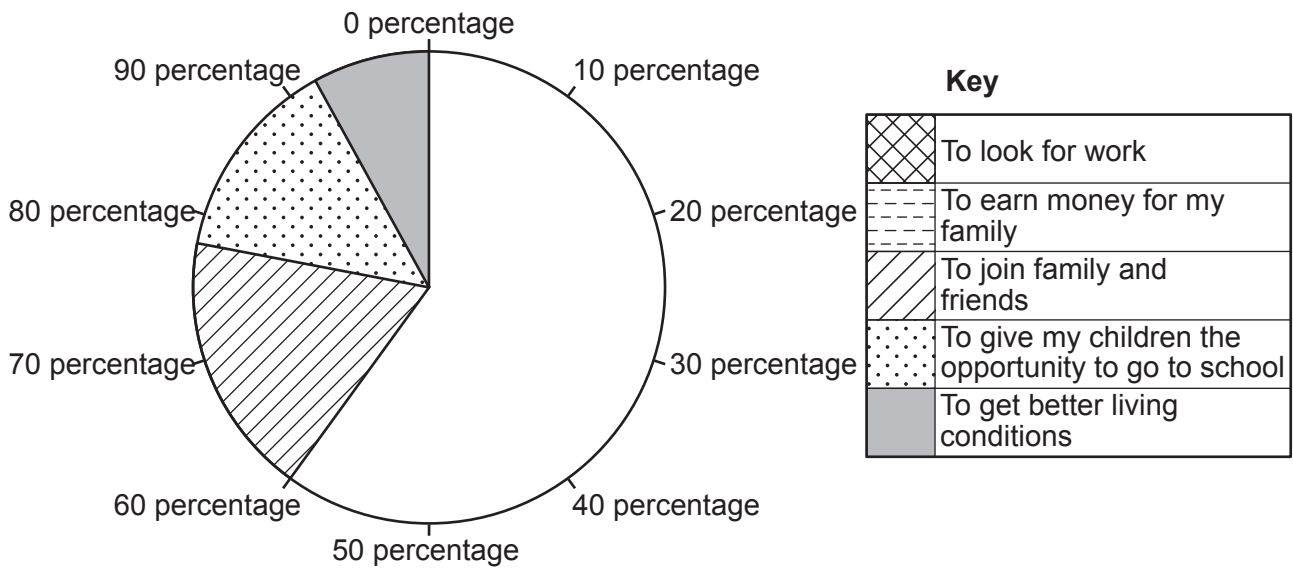 0 percentage
90 percentage
10 percentage
80 percentage
20 percentage
70 percentage
30 percentage
60 percentage
40 percentage
50 percentage
Key
To look for work
To earn money for my
family
To join family and
friends
To give my children the
opportunity to go to school
To get better living
conditions